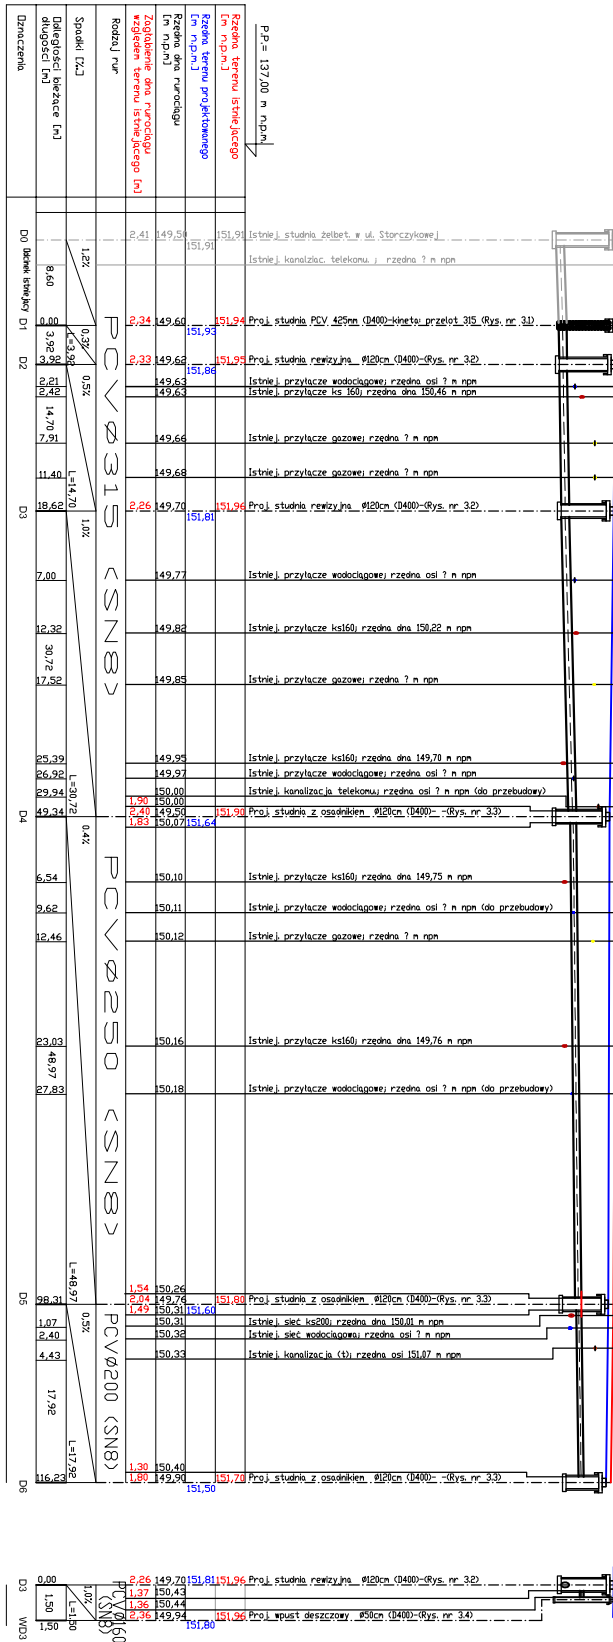 P.P.= 137,00 m n.p.m.
Rzędna terenu istniejącego
[m n.p.m.]
Rzędna terenu projektowanego
[m n.p.m.]
Rzędna dna rurociągu
[m n.p.m]
Zagłębienie dna rurociągu
względem terenu istniejącego [m]
Rodzaj rur
Spadki [%]
Odległości bieżące [m]
długości [m]
Oznaczenia
2,41 149,50 151,91 Istniej. studnia żelbet. w ul. Storczykowej
151,91
D0
Istniej. kanalziac. telekomu. ; rzędna ? m npm
1,2%
8,60
Odcinek istniejący
D1 0,00 2,34 149,60 151,94 Proj. studnia PCV 425mm (D400)-kineta: przelot 315 (Rys. nr 3.1)
151,93
0,3%
3,92
L=3,92
D2 3,92 2,33 149,62 151,95 Proj. studnia rewizyjna Ø120cm (D400)-(Rys. nr 3.2)
151,86
PCVØ315 <SN8>
0,5%
2,21 149,63 Istniej. przyłącze wodociągowe; rzędna osi ? m npm
2,42 149,63 Istniej. przyłącze ks 160; rzędna dna 150,46 m npm
14,70
7,91 149,66 Istniej. przyłącze gazowe; rzędna ? m npm
11,40 149,68 Istniej. przyłącze gazowe; rzędna ? m npm
L=14,70
D3 18,62 2,26 149,70 151,96 Proj. studnia rewizyjna Ø120cm (D400)-(Rys. nr 3.2)
151,81
1,0%
7,00 149,77 Istniej. przyłącze wodociągowe; rzędna osi ? m npm
12,32 149,82 Istniej. przyłącze ks160; rzędna dna 150,22 m npm
30,72
17,52 149,85 Istniej. przyłącze gazowe; rzędna ? m npm
25,39 149,95 Istniej. przyłącze ks160; rzędna dna 149,70 m npm
26,92 149,97 Istniej. przyłącze wodociągowe; rzędna osi ? m npm
L=30,72
29,94 150,00 Istniej. kanalizacja telekomu.; rzędna osi ? m npm (do przebudowy)
1,90 150,00
D4 49,34 2,40 149,50 151,90 Proj. studnia z osadnikiem Ø120cm (D400)- -(Rys. nr 3.3)
1,83 150,07 151,64
0.4%
PCVØ250 <SN8>
6,54 150,10 Istniej. przyłącze ks160; rzędna dna 149,75 m npm
9,62 150,11 Istniej. przyłącze wodociągowe; rzędna osi ? m npm (do przebudowy)
12,46 150,12 Istniej. przyłącze gazowe; rzędna ? m npm
23,03 150,16 Istniej. przyłącze ks160; rzędna dna 149,76 m npm
48,97
27,83 150,18 Istniej. przyłącze wodociągowe; rzędna osi ? m npm (do przebudowy)
L=48,97
1,54 150,26
D5 98,31 2,04 149,76 151,80 Proj. studnia z osadnikiem Ø120cm (D400)-(Rys. nr 3.3)
1,49 150,31 151,60
0,5%
PCVØ200 (SN8)
1,07 150,31 Istniej. sieć ks200; rzędna dna 150,01 m npm
2,40 150,32 Istniej. sieć wodociągowa; rzędna osi ? m npm
4,43 150,33 Istniej. kanalizacja (t); rzędna osi 151,07 m npm
17,92
L=17,92
1,30 150,40
D6 116,23 1,80 149,90 151,70 Proj. studnia z osadnikiem Ø120cm (D400)- -(Rys. nr 3.3)
151,50
D3 0,00 2,26 149,70 151,81 151,96 Proj. studnia rewizyjna Ø120cm (D400)-(Rys. nr 3.2)
1,37 150,43
1,0%
PCVØ160
(SN8)
1,50
L=1,50
1,36 150,44
WD3 1,50 2,36 149,94 151,96 Proj. wpust deszczowy Ø50cm (D400)-(Rys. nr 3.4)
151,80